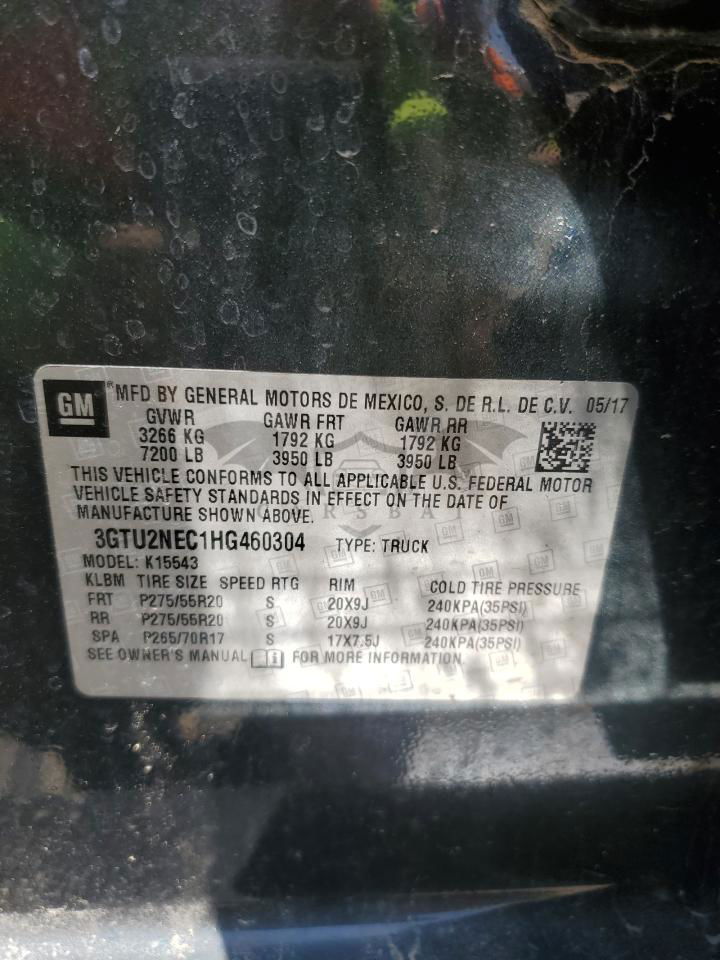 GM ® MFD BY GENERAL MOTORS DE MEXICO, S. DE R.L. DE C.V. 05/17
GVWR GAWR FRT GAWR RR
3266 KG 1792 KG 1792 KG
7200 LB 3950 LB 3950 LB
THIS VEHICLE CONFORMS TO ALL APPLICABLE U.S. FEDERAL MOTOR
VEHICLE SAFETY STANDARDS IN EFFECT ON THE DATE OF
MANUFACTURE SHOWN ABOVE.
3GTU2NEC1HG460304 TYPE: TRUCK
MODEL: K15543
KLBM TIRE SIZE SPEED RTG RIM COLD TIRE PRESSURE
FRT P275/55R20 S 20X9J 240KPA(35PSI)
RR P275/55R20 S 20X9J 240KPA(35PSI)
SPA P265/70R17 S 17X7.5J 240KPA(35PSI)
SEE OWNER'S MANUAL FOR MORE INFORMATION.